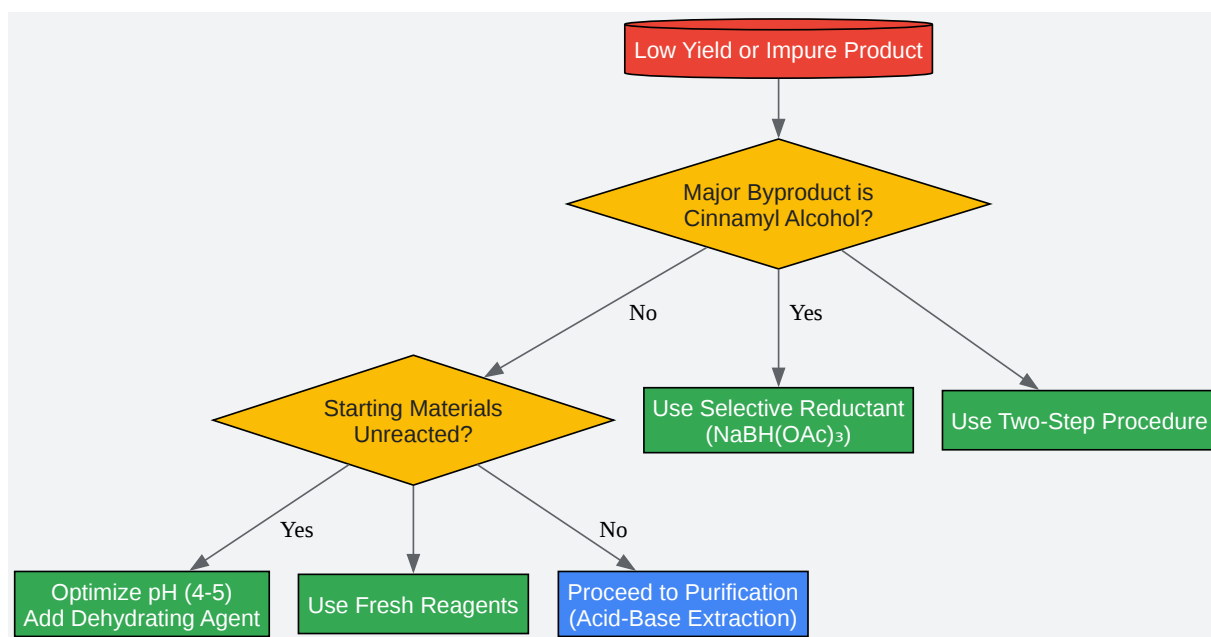 Low Yield or Impure Product
Major Byproduct is
Cinnamyl Alcohol?
No
Yes
Starting Materials
Unreacted?
Use Selective Reductant
(NaBH(OAc)₃)
Use Two-Step Procedure
Yes
No
Optimize pH (4-5)
Add Dehydrating Agent
Use Fresh Reagents
Proceed to Purification
(Acid-Base Extraction)